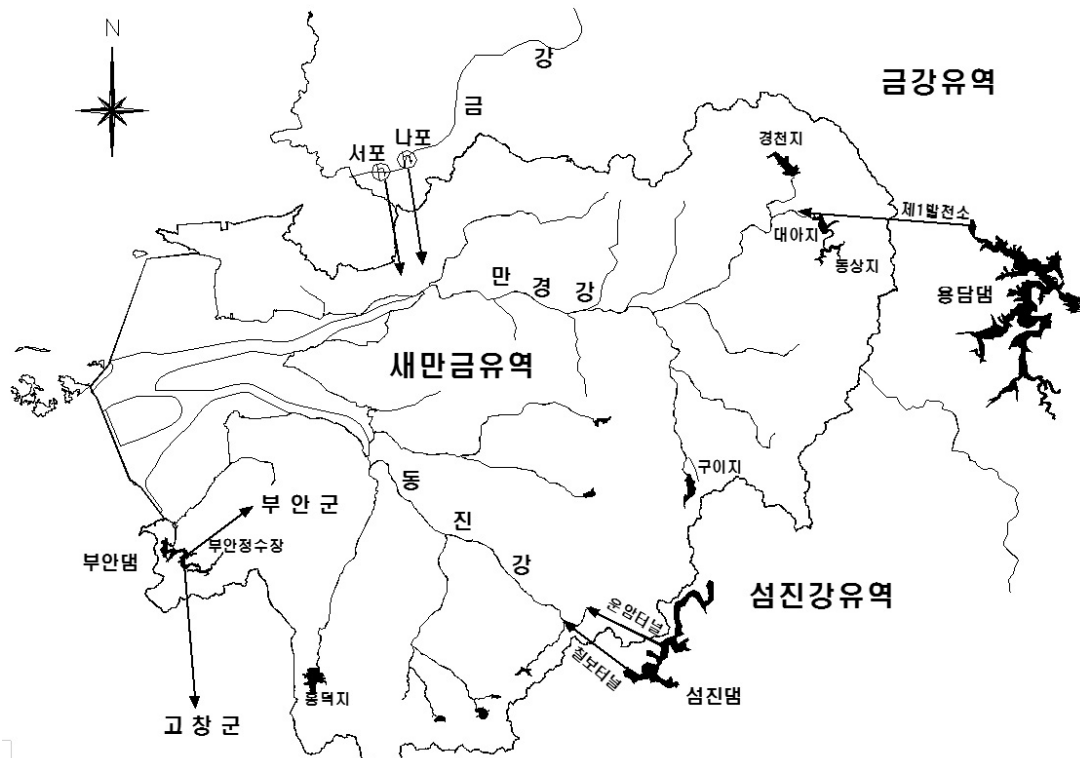 N
강
금강유역
금
나포
서포
경천지
제1발전소
대아지
동상지
만 경 강
용담댐
새만금유역
구이지
동
부 안 군
진
부안정수장
부안댐
강
섬진강유역
운암터널
칠보터널
섬진댐
흥덕지
고 창 군